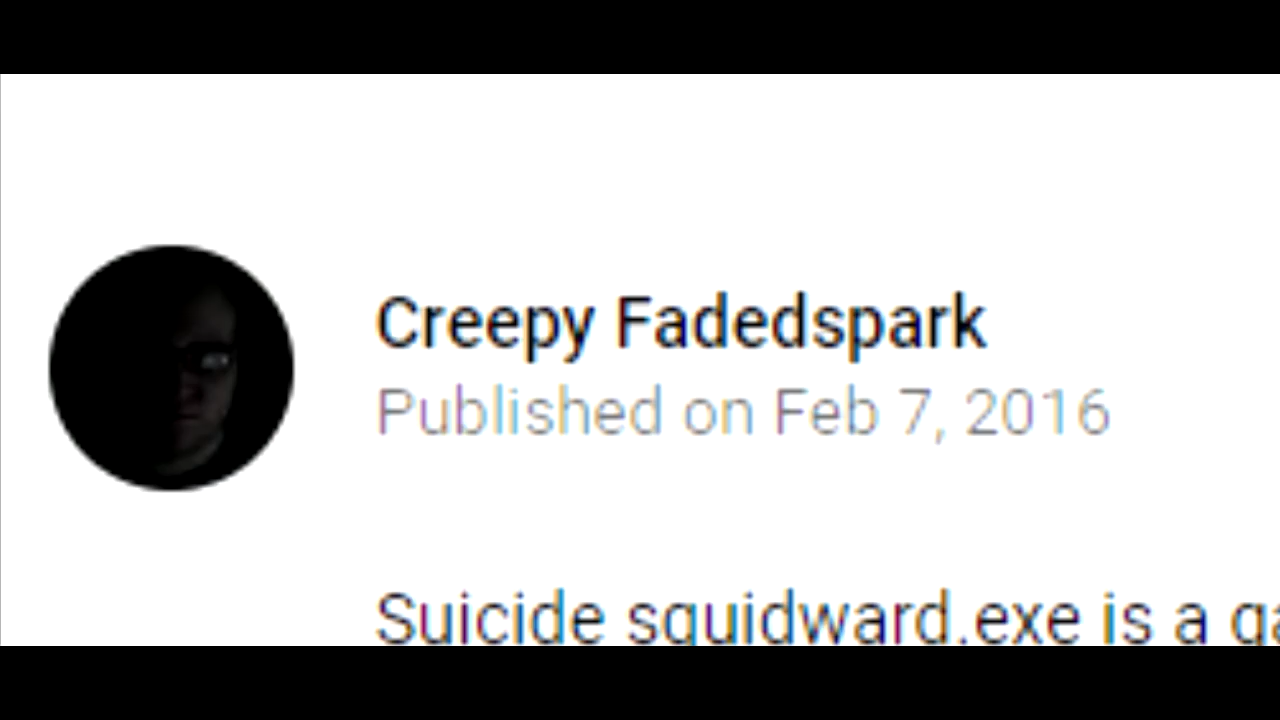 Creepy Fadedspark
Published on Feb 7, 2016
Suicide squidward.exe is a